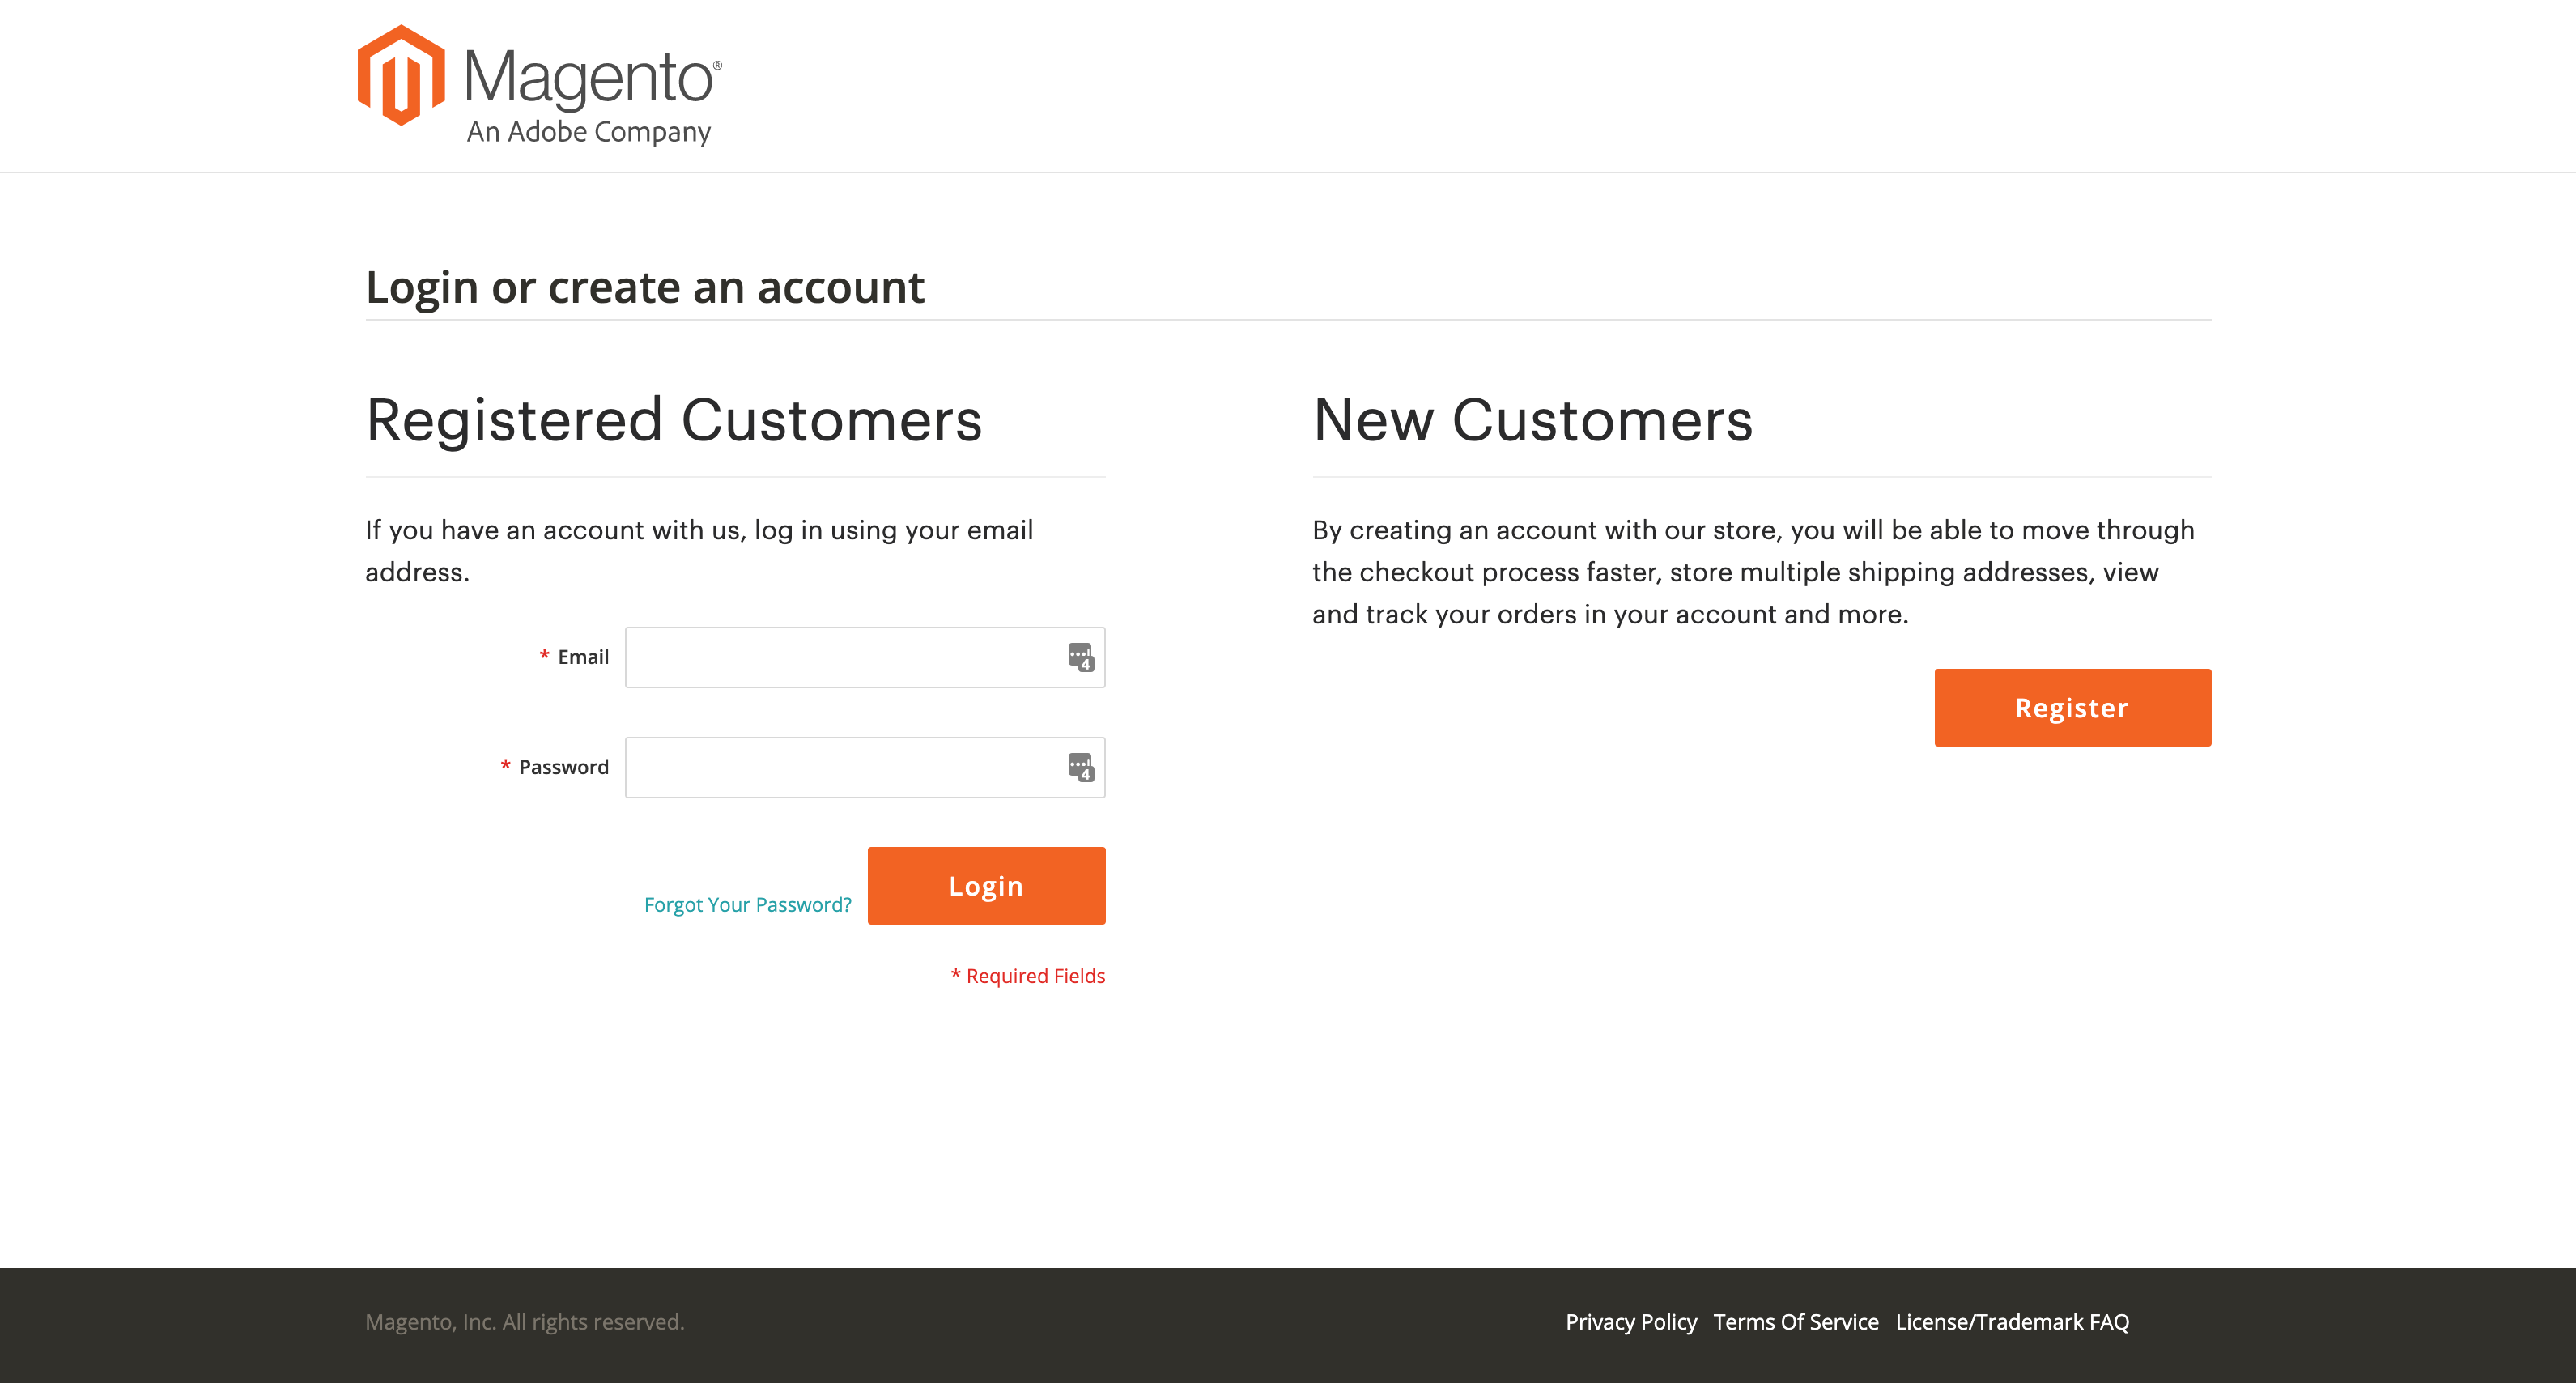 Magento®
An Adobe Company
Login or create an account
Registered Customers
If you have an account with us, log in using your email
address.
* Email
4
* Password
4
Forgot Your Password?
Login
* Required Fields
New Customers
By creating an account with our store, you will be able to move through
the checkout process faster, store multiple shipping addresses, view
and track your orders in your account and more.
Register
Magento, Inc. All rights reserved.
Privacy Policy Terms Of Service License/Trademark FAQ